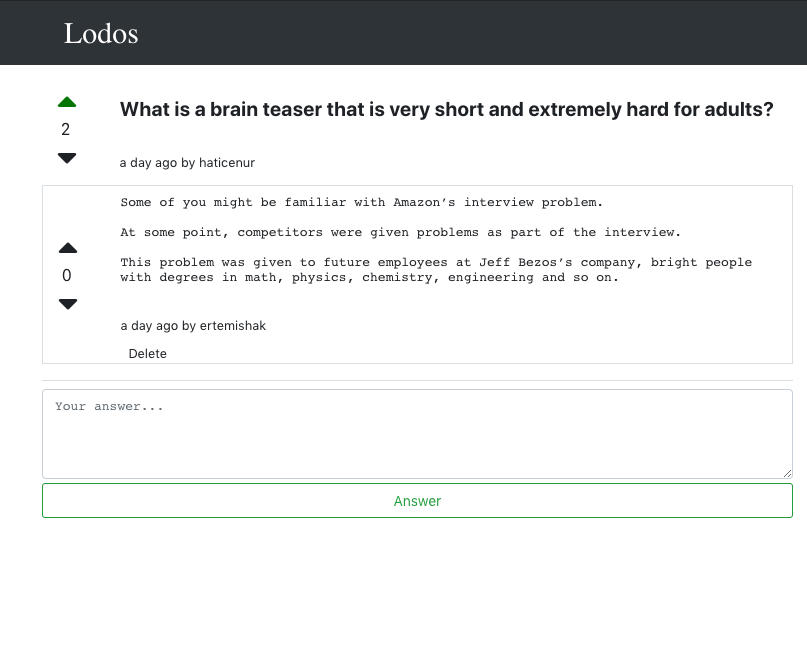 Lodos
What is a brain teaser that is very short and extremely hard for adults?
2
a day ago by haticenur
Some of you might be familiar with Amazon’s interview problem.
At some point, competitors were given problems as part of the interview.
This problem was given to future employees at Jeff Bezos’s company, bright people
with degrees in math, physics, chemistry, engineering and so on.
0
a day ago by ertemishak
Delete
Your answer...
Answer